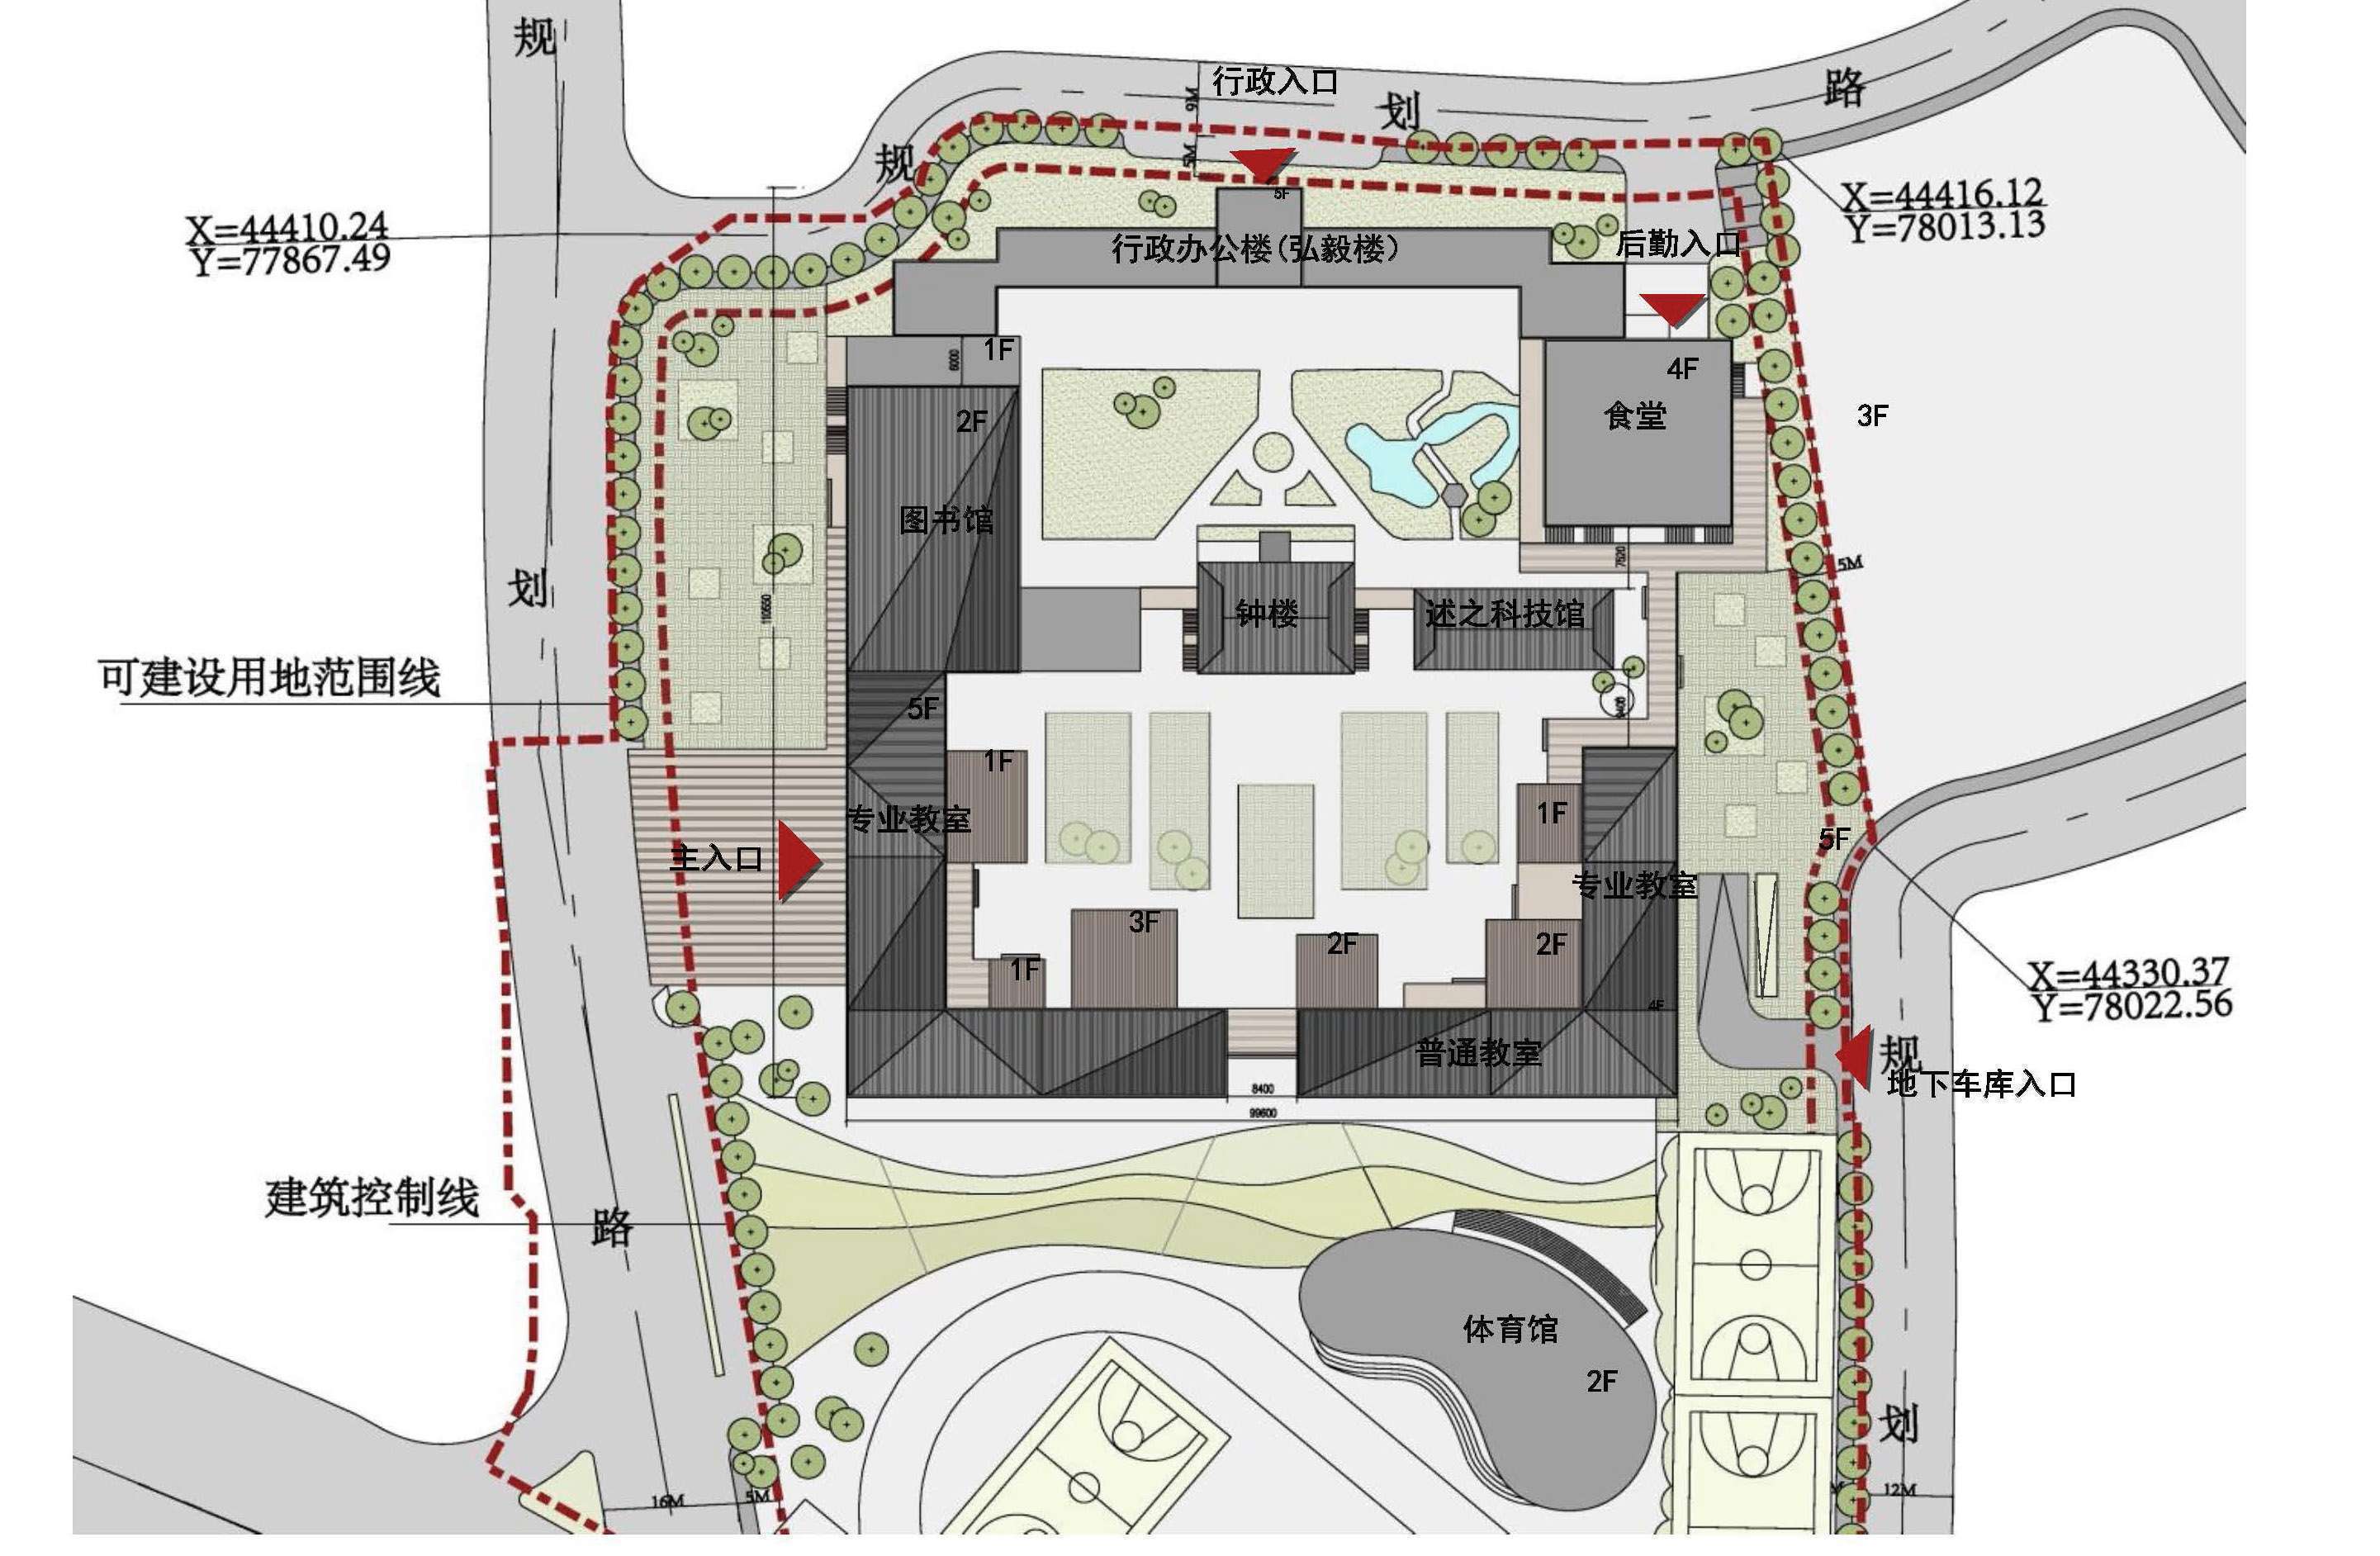 规
行政入口
划
路
9M
规
5M
5F
X=44416.12
Y=78013.13
X=44410.24
Y=77867.49
行政办公楼(弘毅楼)
后勤入口
1F
6000
4F
2F
食堂
3F
图书馆
7620
5M
划
110650
钟楼
述之科技馆
可建设用地范围线
5F
8400
1F
专业教室
1F
5F
主入口
专业教室
3F
2F
2F
1F
X=44330.37
Y=78022.56
4F
普通教室
规
地下车库入口
8400
99600
建筑控制线
路
体育馆
2F
划
16M
5M
12M